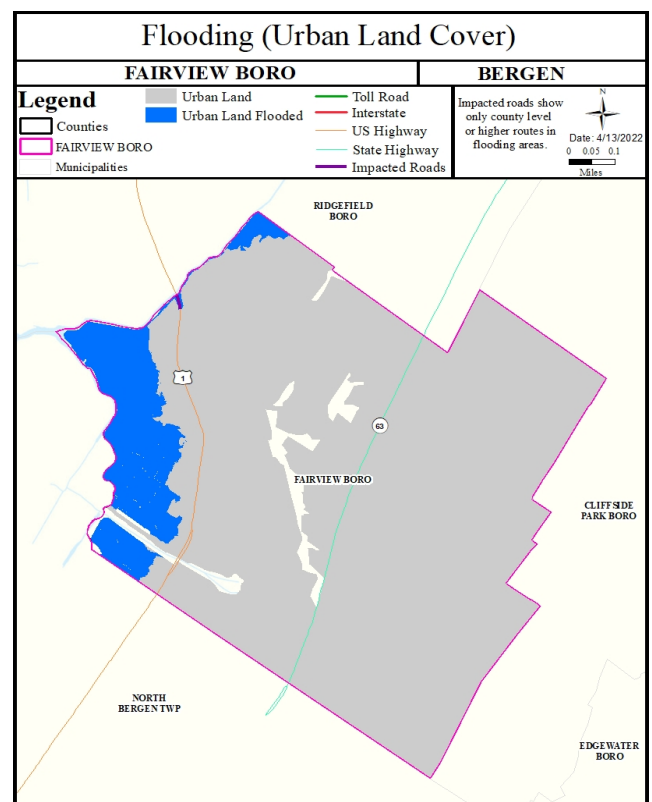 Flooding (Urban Land Cover)
FAIRVIEW BORO
BERGEN
Legend
Counties
FAIRVIEW BORO
Municipalities
Urban Land
Urban Land Flooded
Toll Road
Interstate
US Highway
State Highway
Impacted Roads
Impacted roads show
only county level
or higher routes in
flooding areas.
N
Date: 4/13/2022
0 0.05 0.1
Miles
RIDGEFIELD
BORO
1
63
FAIRVIEW BORO
CLIFFSIDE
PARK BORO
NORTH
BERGEN TWP
EDGEWATER
BORO